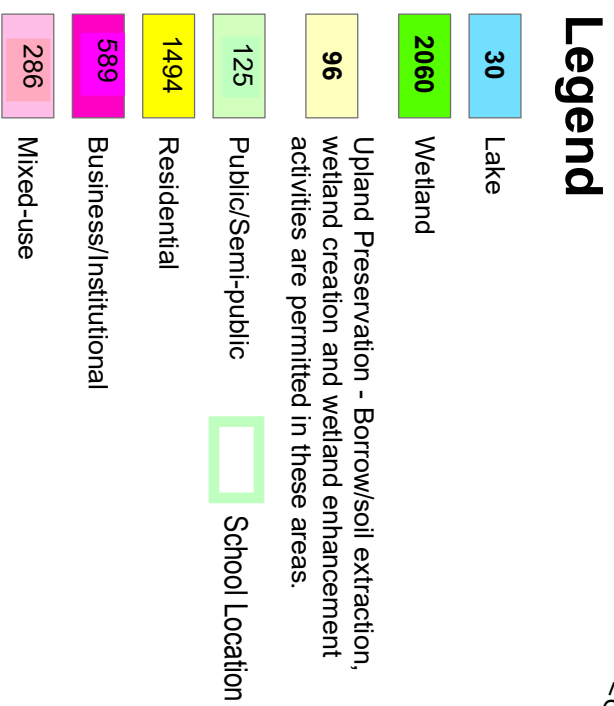 Legend
30
Lake
2060
Wetland
96
Upland Preservation - Borrow/soil extraction,
wetland creation and wetland enhancement
activities are permitted in these areas.
125
Public/Semi-public
School Location
1494
Residential
589
Business/Institutional
286
Mixed-use